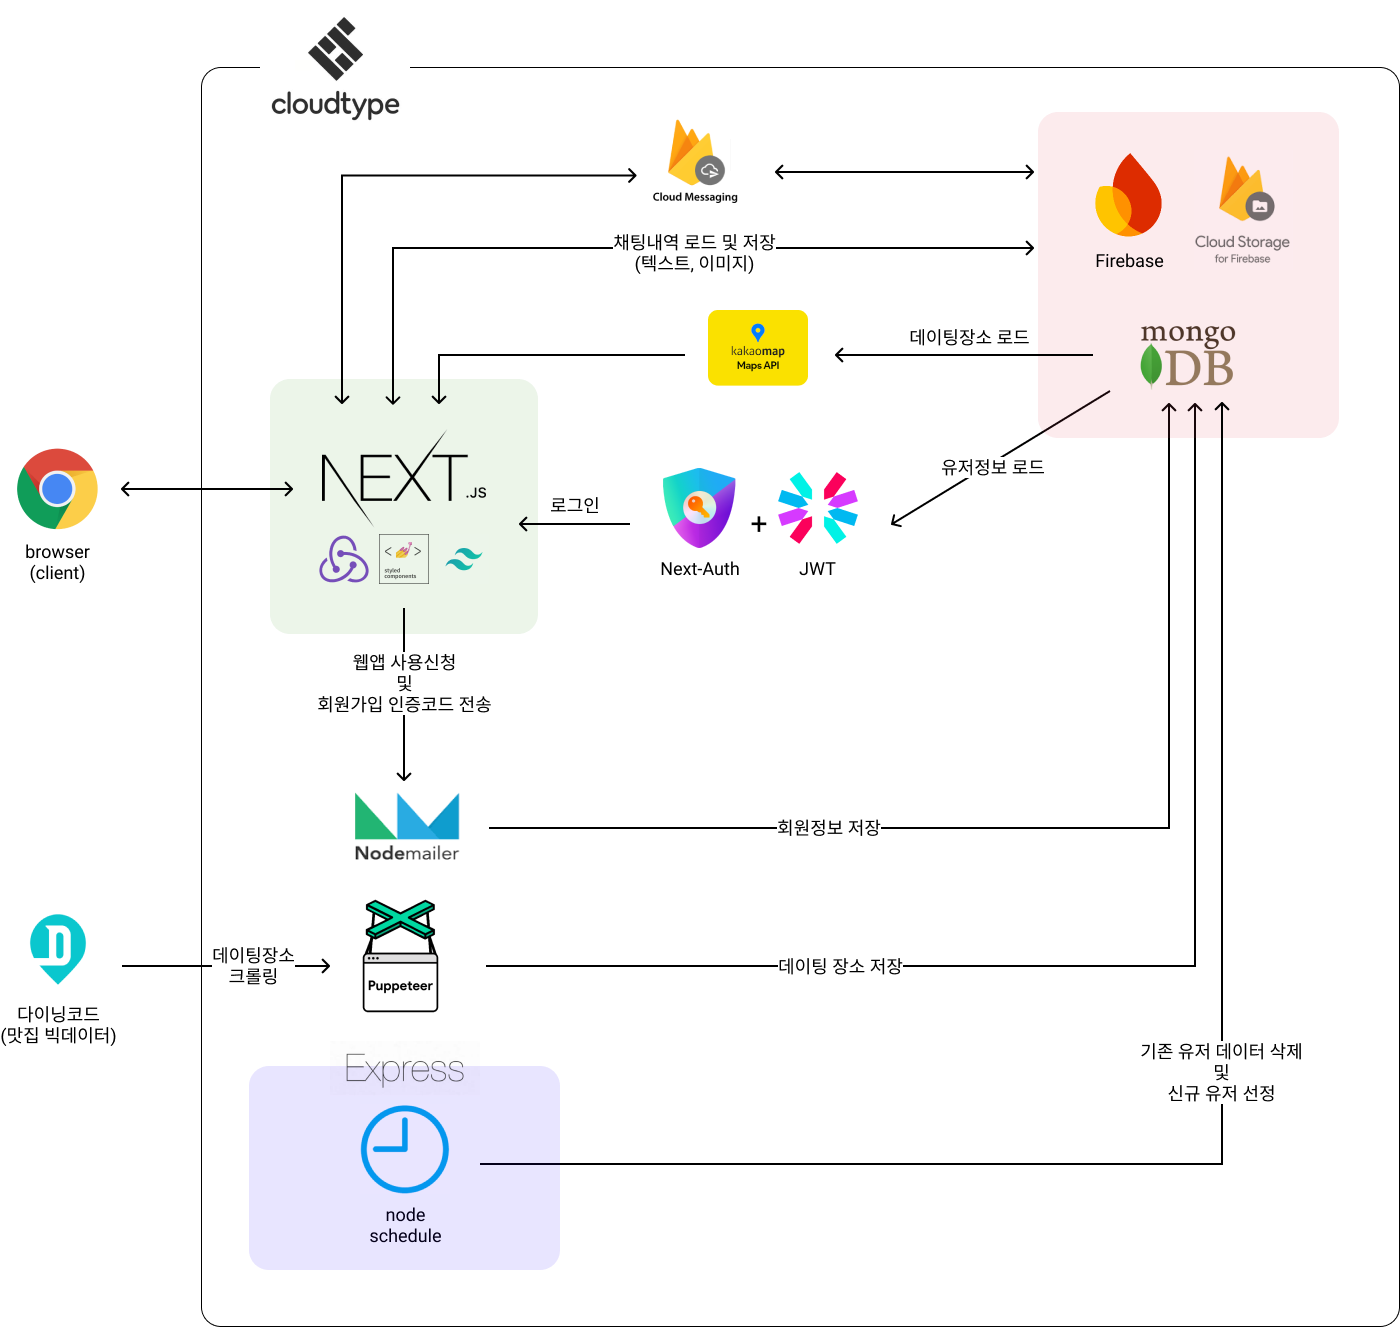 cloudtype
Cloud Messaging
채팅내역 로드 및 저장
(텍스트, 이미지)
Firebase
Cloud Storage
for Firebase
kakaomap
Maps API
데이팅장소 로드
mongo
DB
유저정보 로드
NEXT.JS
< >
styled
components
browser
(client)
로그인
+
Next-Auth
JWT
웹앱 사용신청
및
회원가입 인증코드 전송
Nodemailer
회원정보 저장
D
다이닝코드
(맛집 빅데이터)
데이팅장소
크롤링
Puppeteer
데이팅 장소 저장
Express
node
schedule
기존 유저 데이터 삭제
및
신규 유저 선정